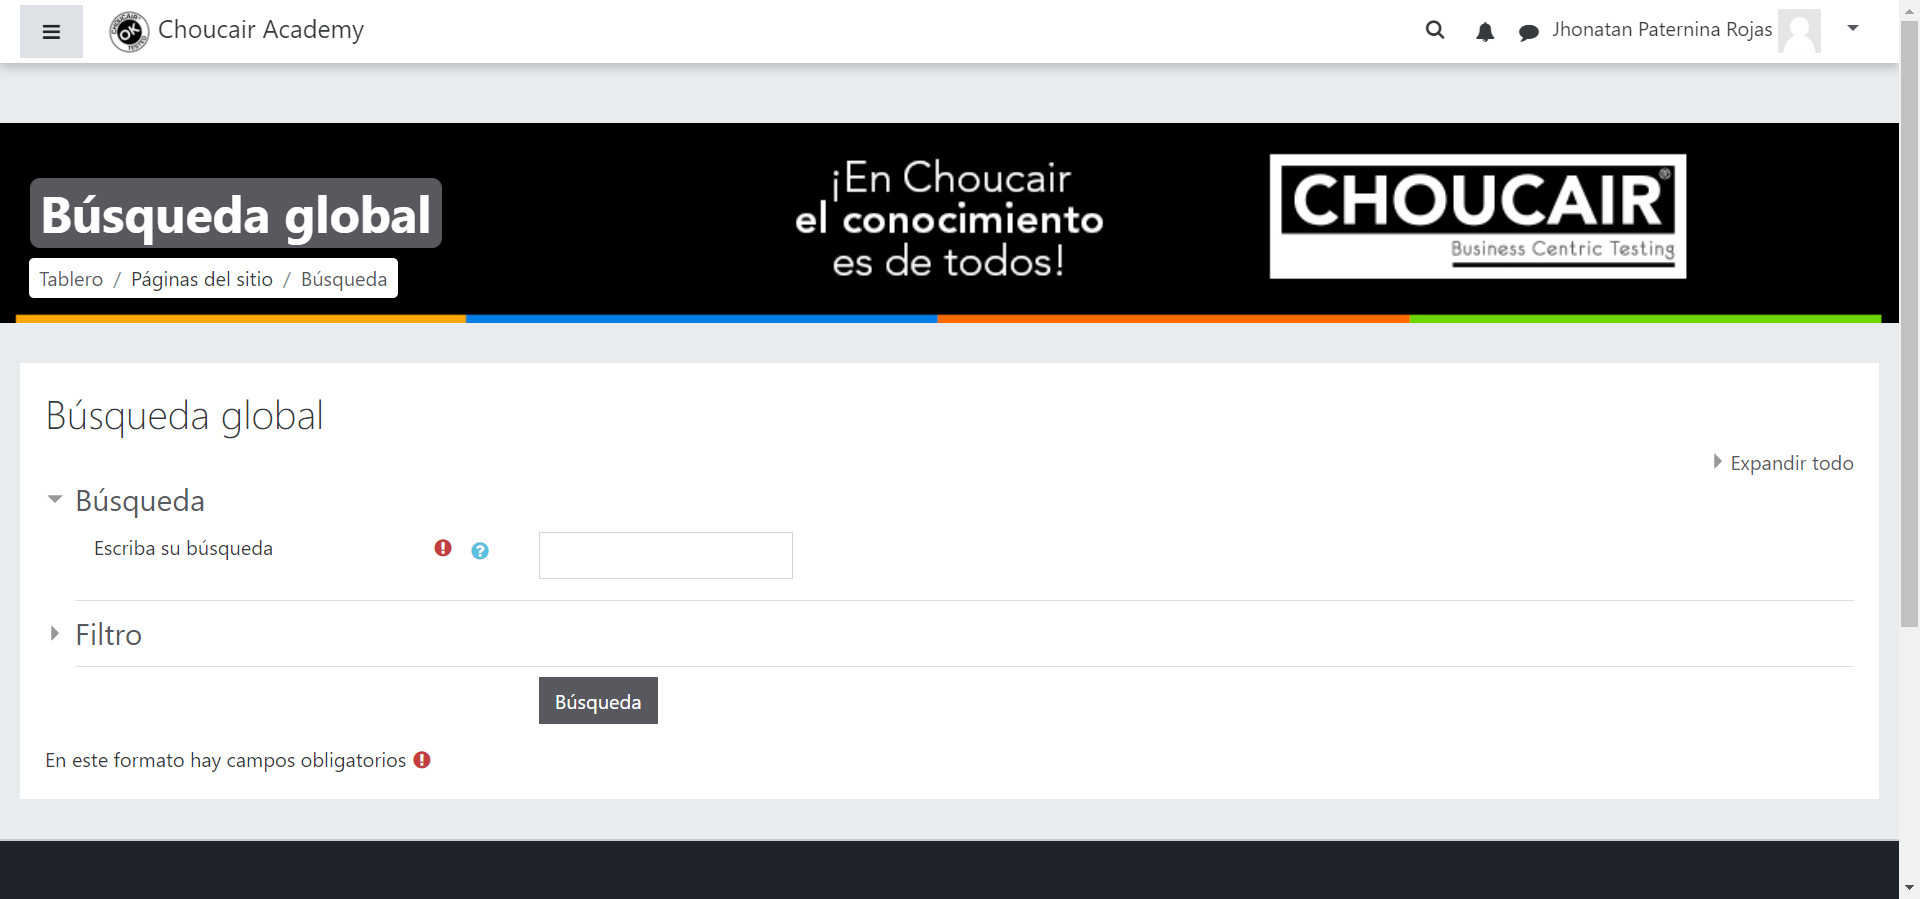 Choucair Academy
Jhonatan Paternina Rojas
Búsqueda global
Tablero / Páginas del sitio / Búsqueda
¡En Choucair
el conocimiento
es de todos!
CHOUCAIR®
Business Centric Testing
Búsqueda global
Expandir todo
Búsqueda
Escriba su búsqueda
Filtro
Búsqueda
En este formato hay campos obligatorios